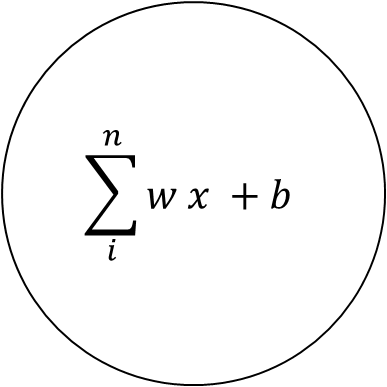 n
∑ w x + b
i